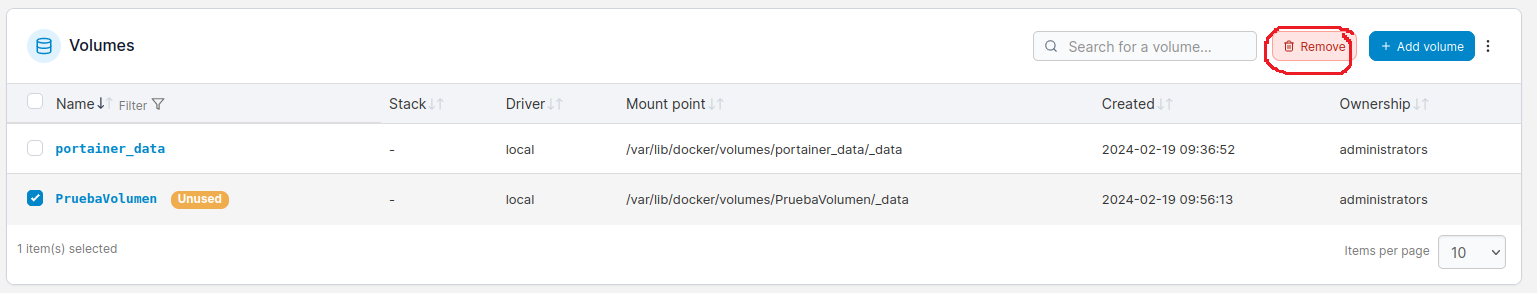 Volumes
Search for a volume...
Remove
+ Add volume
Name Filter Stack Driver Mount point Created Ownership
portainer_data - local /var/lib/docker/volumes/portainer_data/_data 2024-02-19 09:36:52 administrators
PruebaVolumen Unused - local /var/lib/docker/volumes/PruebaVolumen/_data 2024-02-19 09:56:13 administrators
1 item(s) selected
Items per page 10